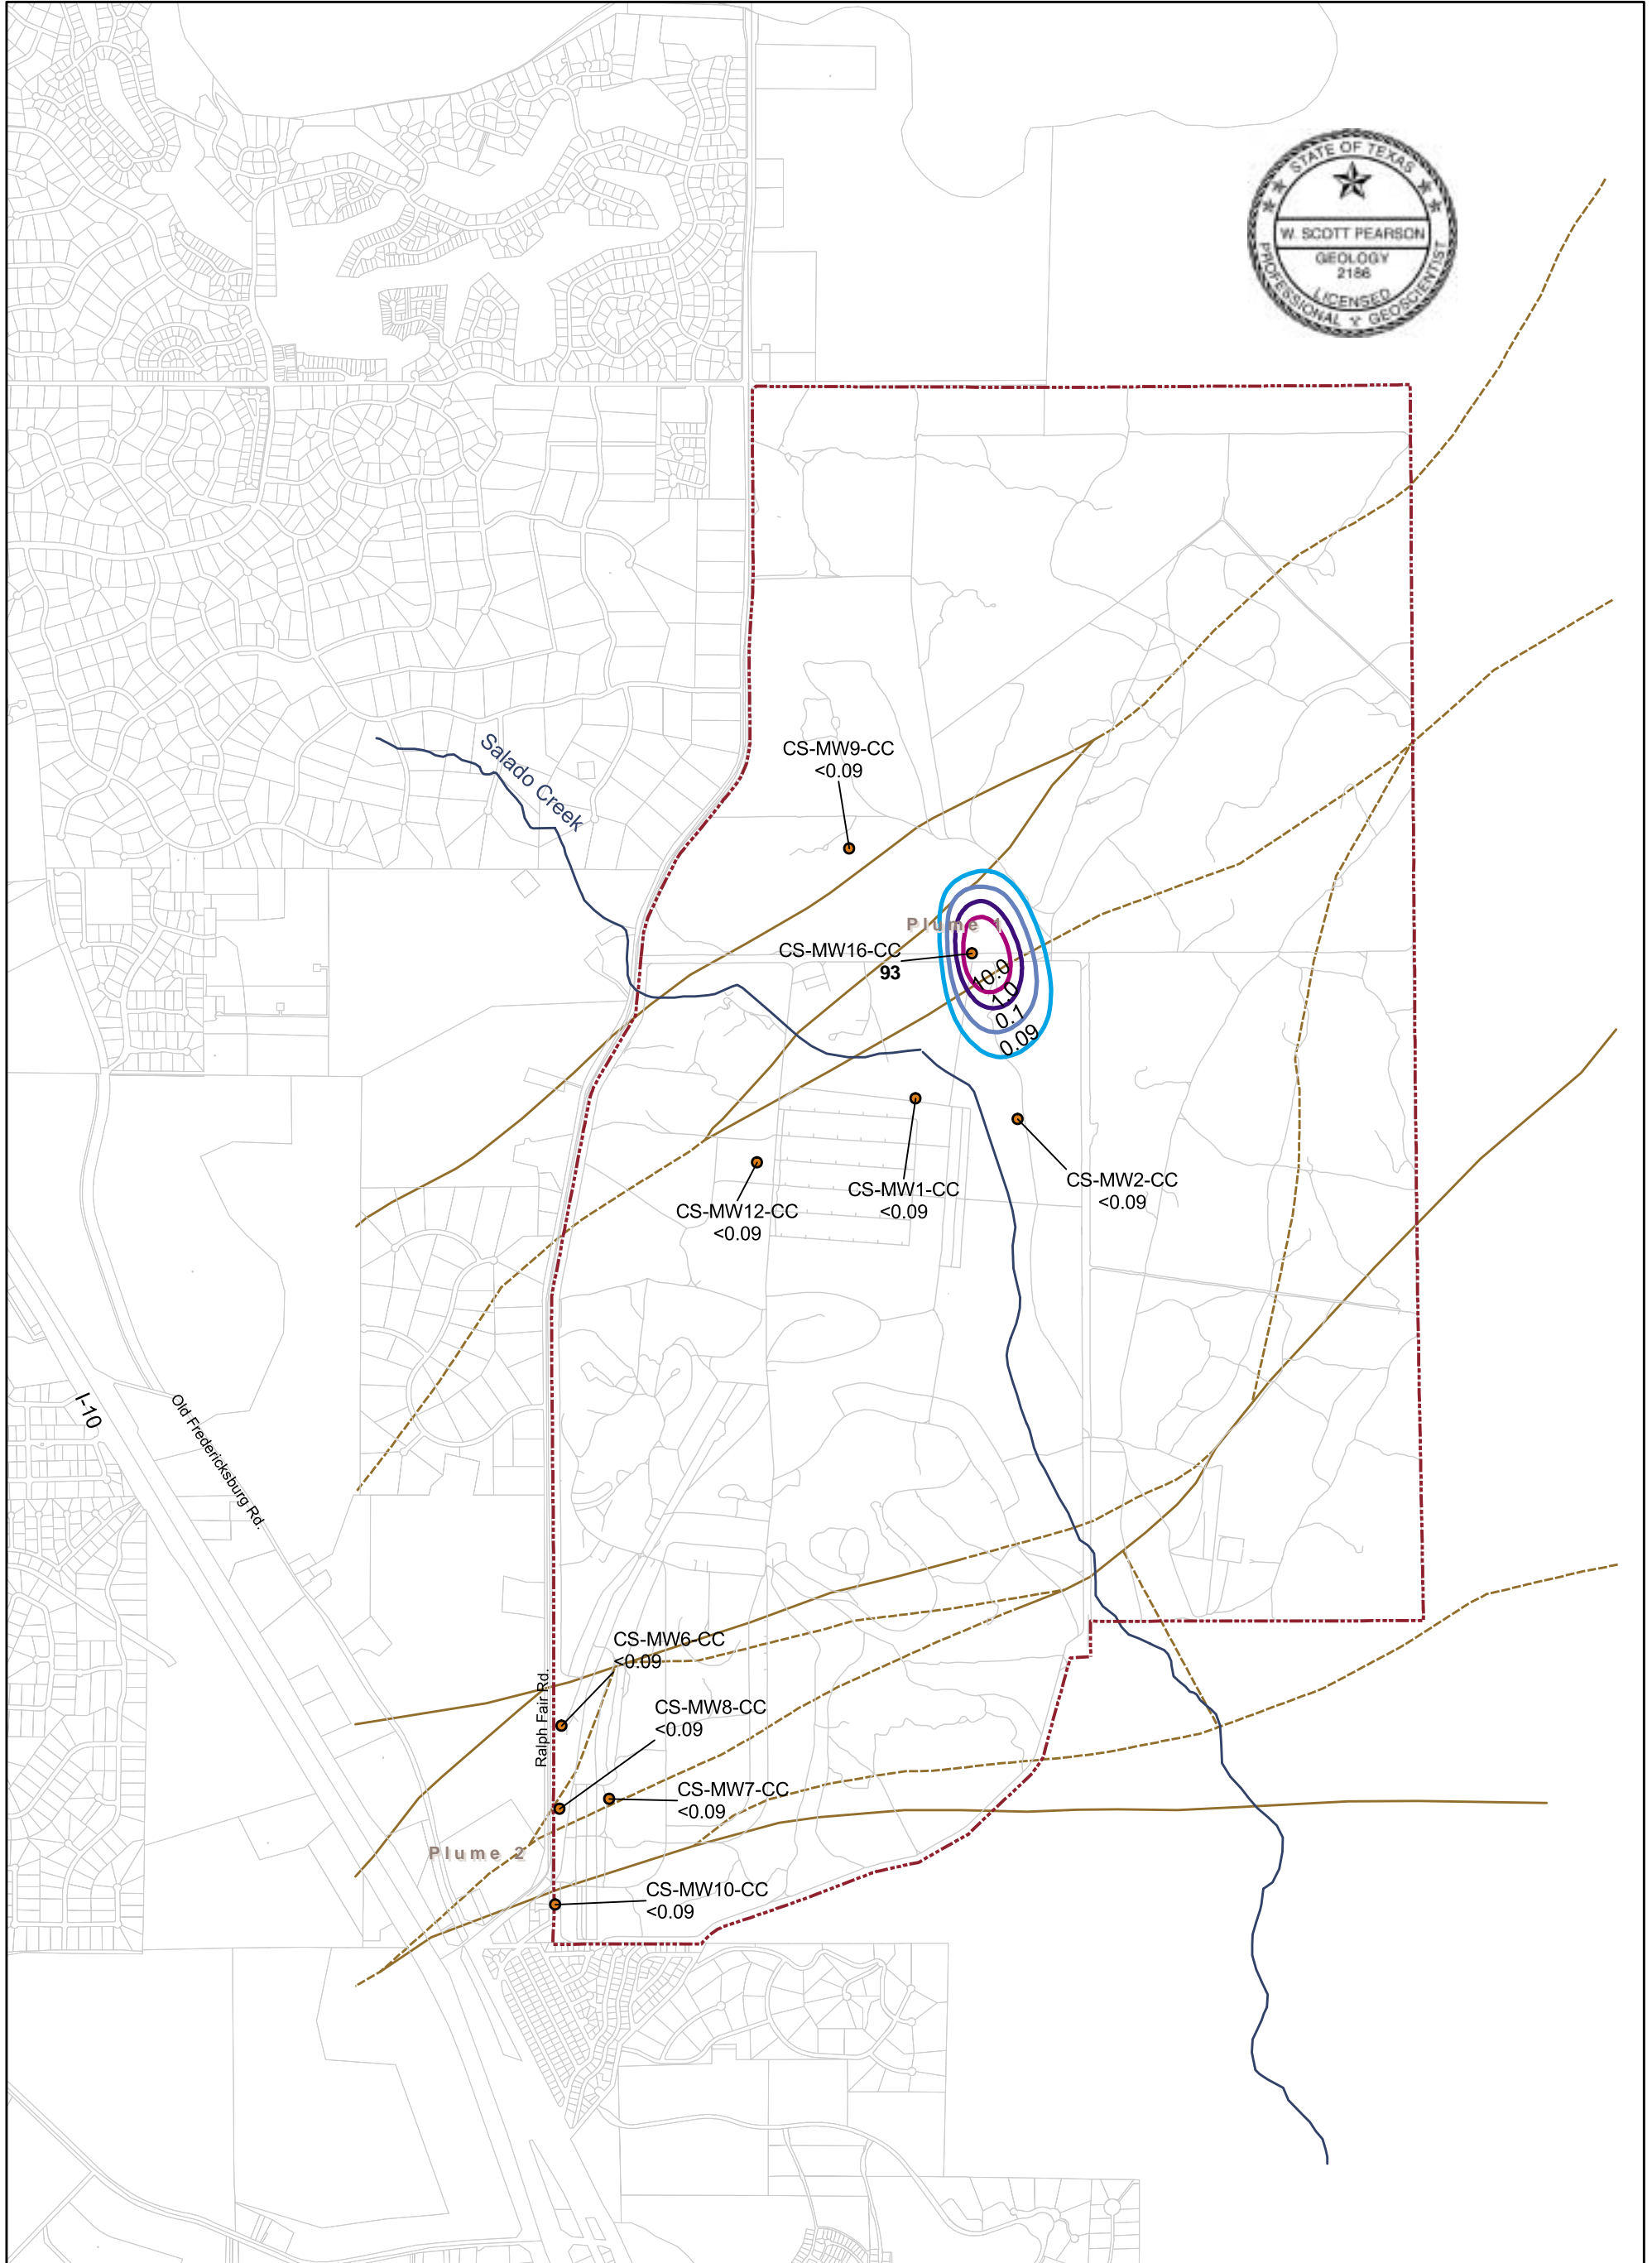 STATE OF TEXAS
W. SCOTT PEARSON
GEOLOGY
2186
LICENSED
PROFESSIONAL GEOSCIENTIST
Salado Creek
CS-MW9-CC
<0.09
Plume 1
CS-MW16-CC
93
10.0
1.0
0.1
0.09
CS-MW2-CC
<0.09
CS-MW1-CC
<0.09
CS-MW12-CC
<0.09
I-10
Old Fredericksburg Rd.
CS-MW6-CC
<0.09
Ralph Fair Rd.
CS-MW8-CC
<0.09
CS-MW7-CC
<0.09
Plume 2
CS-MW10-CC
<0.09